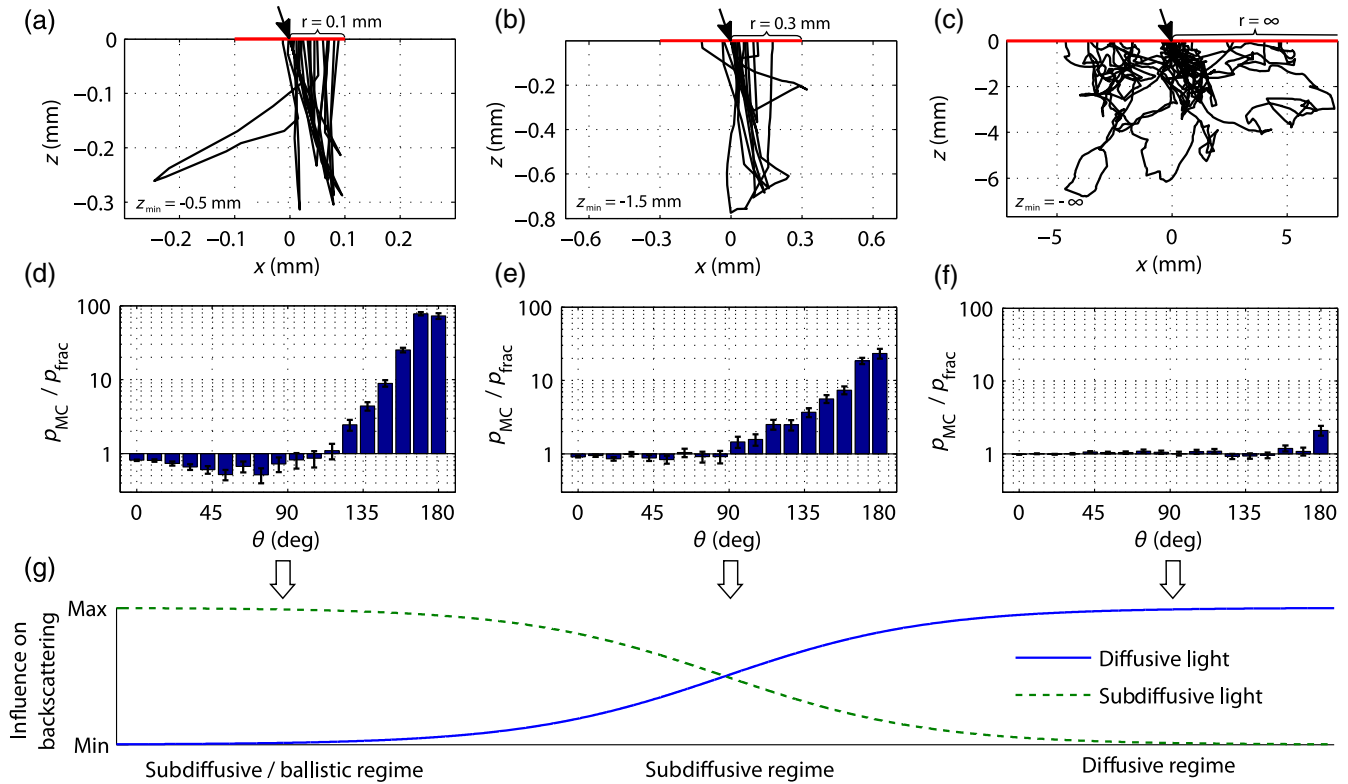 (a)
r = 0.1 mm
0
−0.1
−0.2
−0.3
z (mm)
z_min = -0.5 mm
−0.2 0 0.1 0.2
x (mm)
(b)
r = 0.3 mm
0
−0.2
−0.4
−0.6
−0.8
z (mm)
z_min = -1.5 mm
−0.6 −0.3 0 0.3 0.6
x (mm)
(c)
r = ∞
0
−2
−4
−6
z (mm)
z_min = -∞
−5 0 5
x (mm)
(d)
100
10
1
p_MC / p_frac
0 45 90 135 180
θ (deg)
(e)
100
10
1
p_MC / p_frac
0 45 90 135 180
θ (deg)
(f)
100
10
1
p_MC / p_frac
0 45 90 135 180
θ (deg)
(g)
Influence on
backscattering
Max
Min
Diffusive light
Subdiffusive light
Subdiffusive / ballistic regime
Subdiffusive regime
Diffusive regime